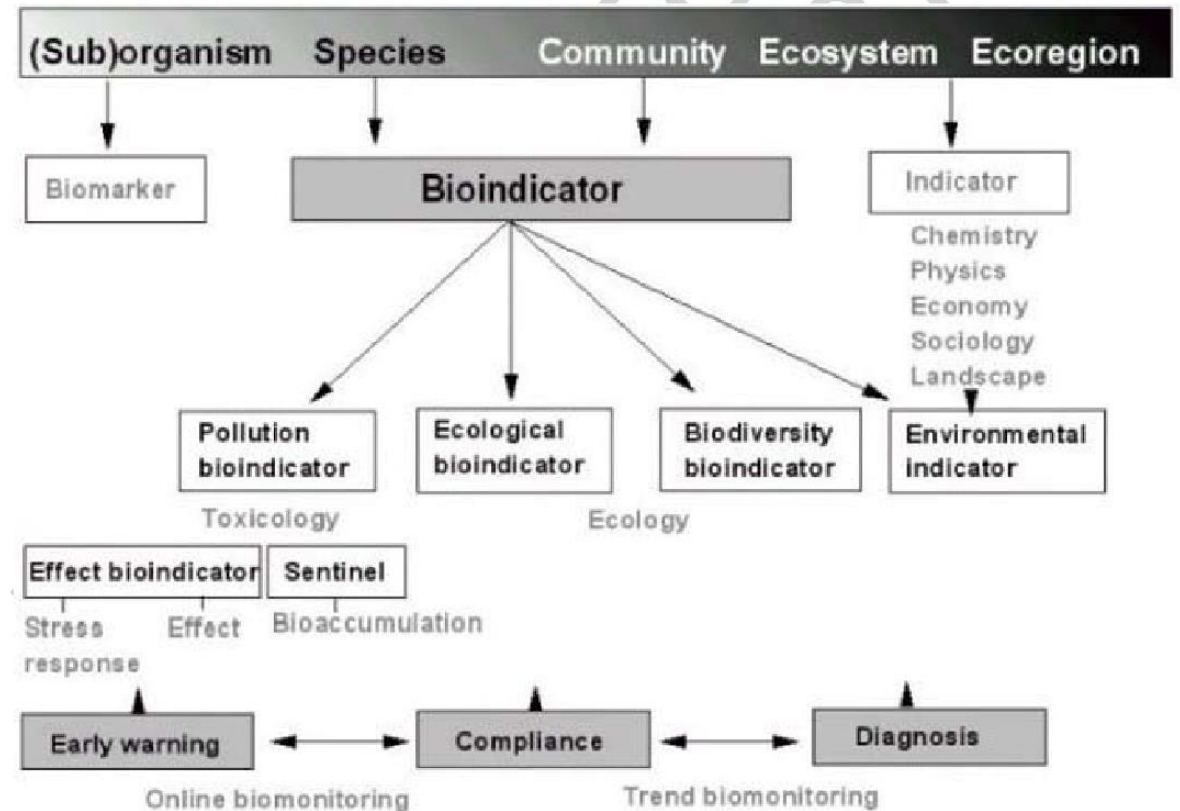 (Sub)organism Species Community Ecosystem Ecoregion
Biomarker
Bioindicator
Indicator
Chemistry
Physics
Economy
Sociology
Landscape
Pollution
bioindicator
Ecological
bioindicator
Biodiversity
bioindicator
Environmental
indicator
Toxicology
Ecology
Effect bioindicator
Sentinel
Stress
response
Effect
Bioaccumulation
Early warning
Compliance
Diagnosis
Online biomonitoring
Trend biomonitoring